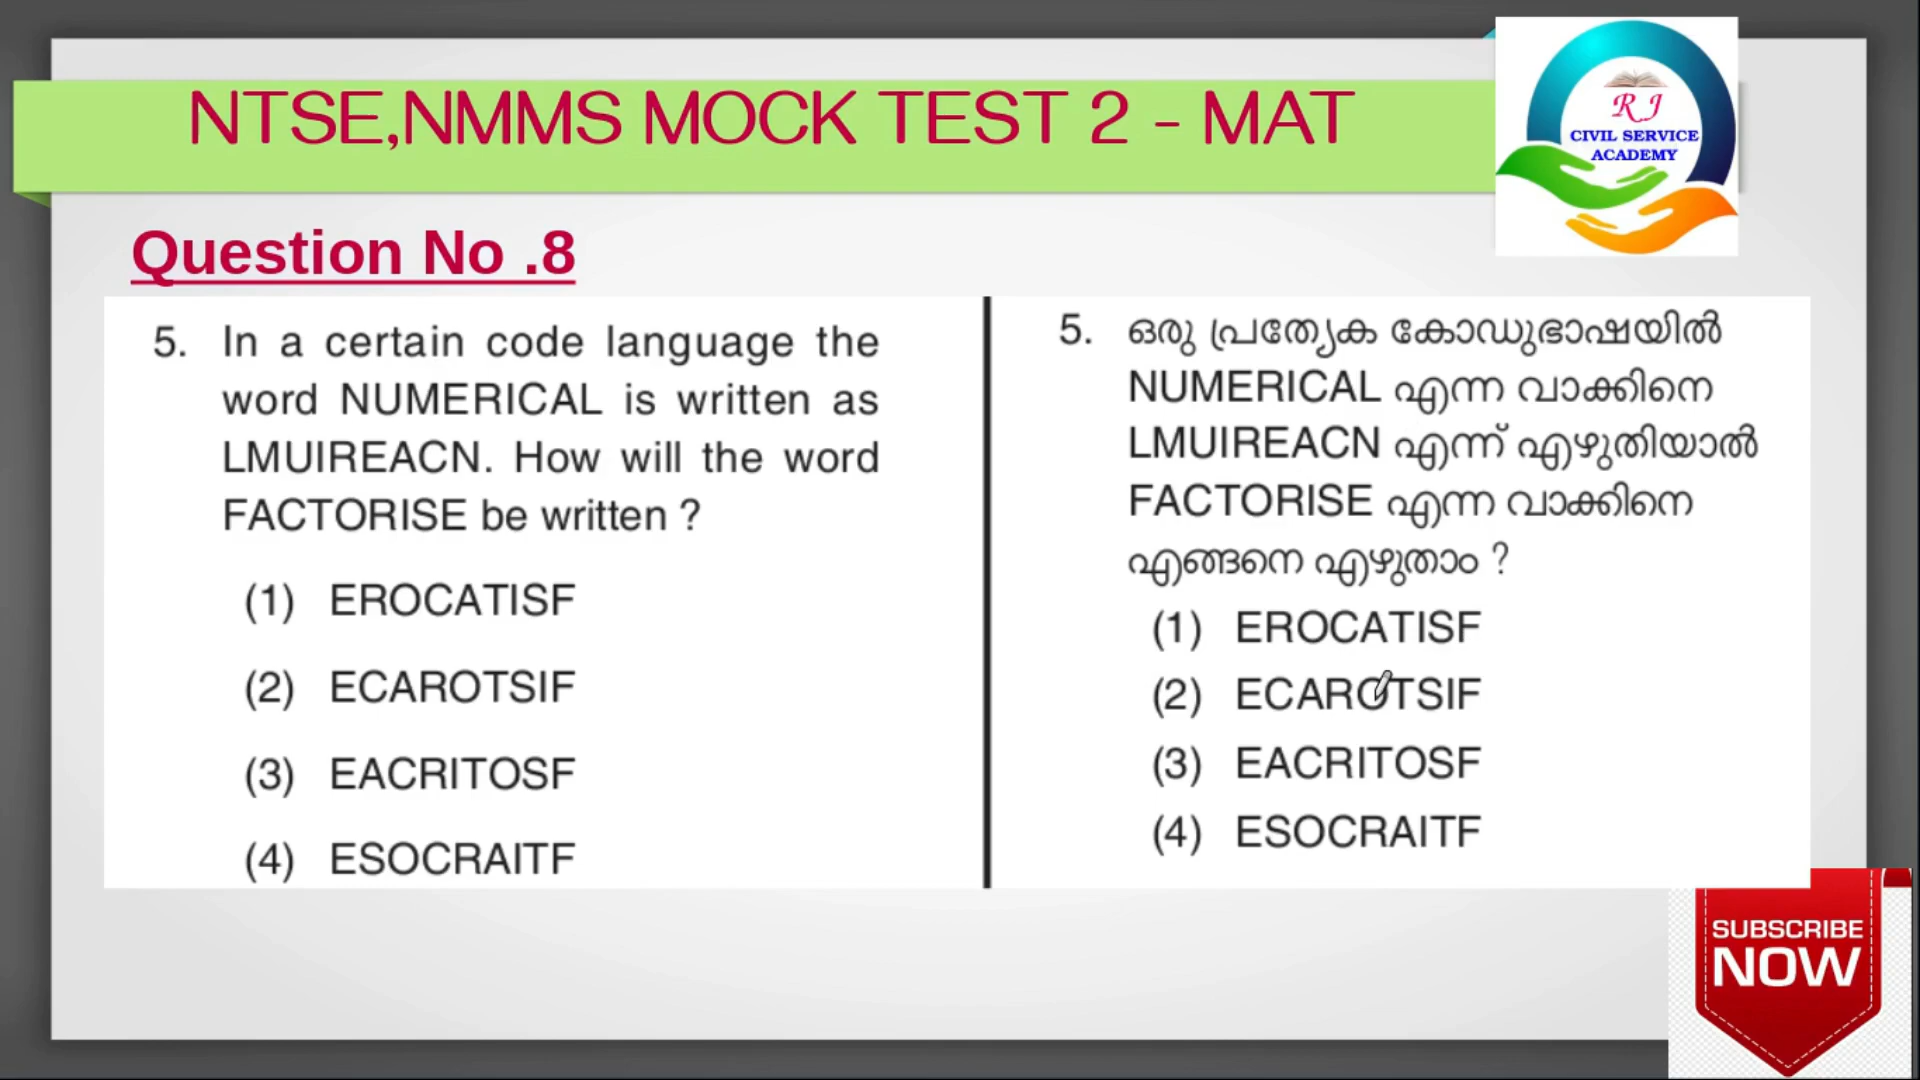 NTSE,NMMS MOCK TEST 2 - MAT
RJ
CIVIL SERVICE
ACADEMY
Question No .8
5. In a certain code language the
word NUMERICAL is written as
LMUIREACN. How will the word
FACTORISE be written ?
(1) EROCATISF
(2) ECAROTSIF
(3) EACRITOSF
(4) ESOCRAITF
5. ഒരു പ്രത്യേക കോഡുഭാഷയിൽ
NUMERICAL എന്ന വാക്കിനെ
LMUIREACN എന്ന് എഴുതിയാൽ
FACTORISE എന്ന വാക്കിനെ
എങ്ങനെ എഴുതാം ?
(1) EROCATISF
(2) ECAROTSIF
(3) EACRITOSF
(4) ESOCRAITF
SUBSCRIBE
NOW